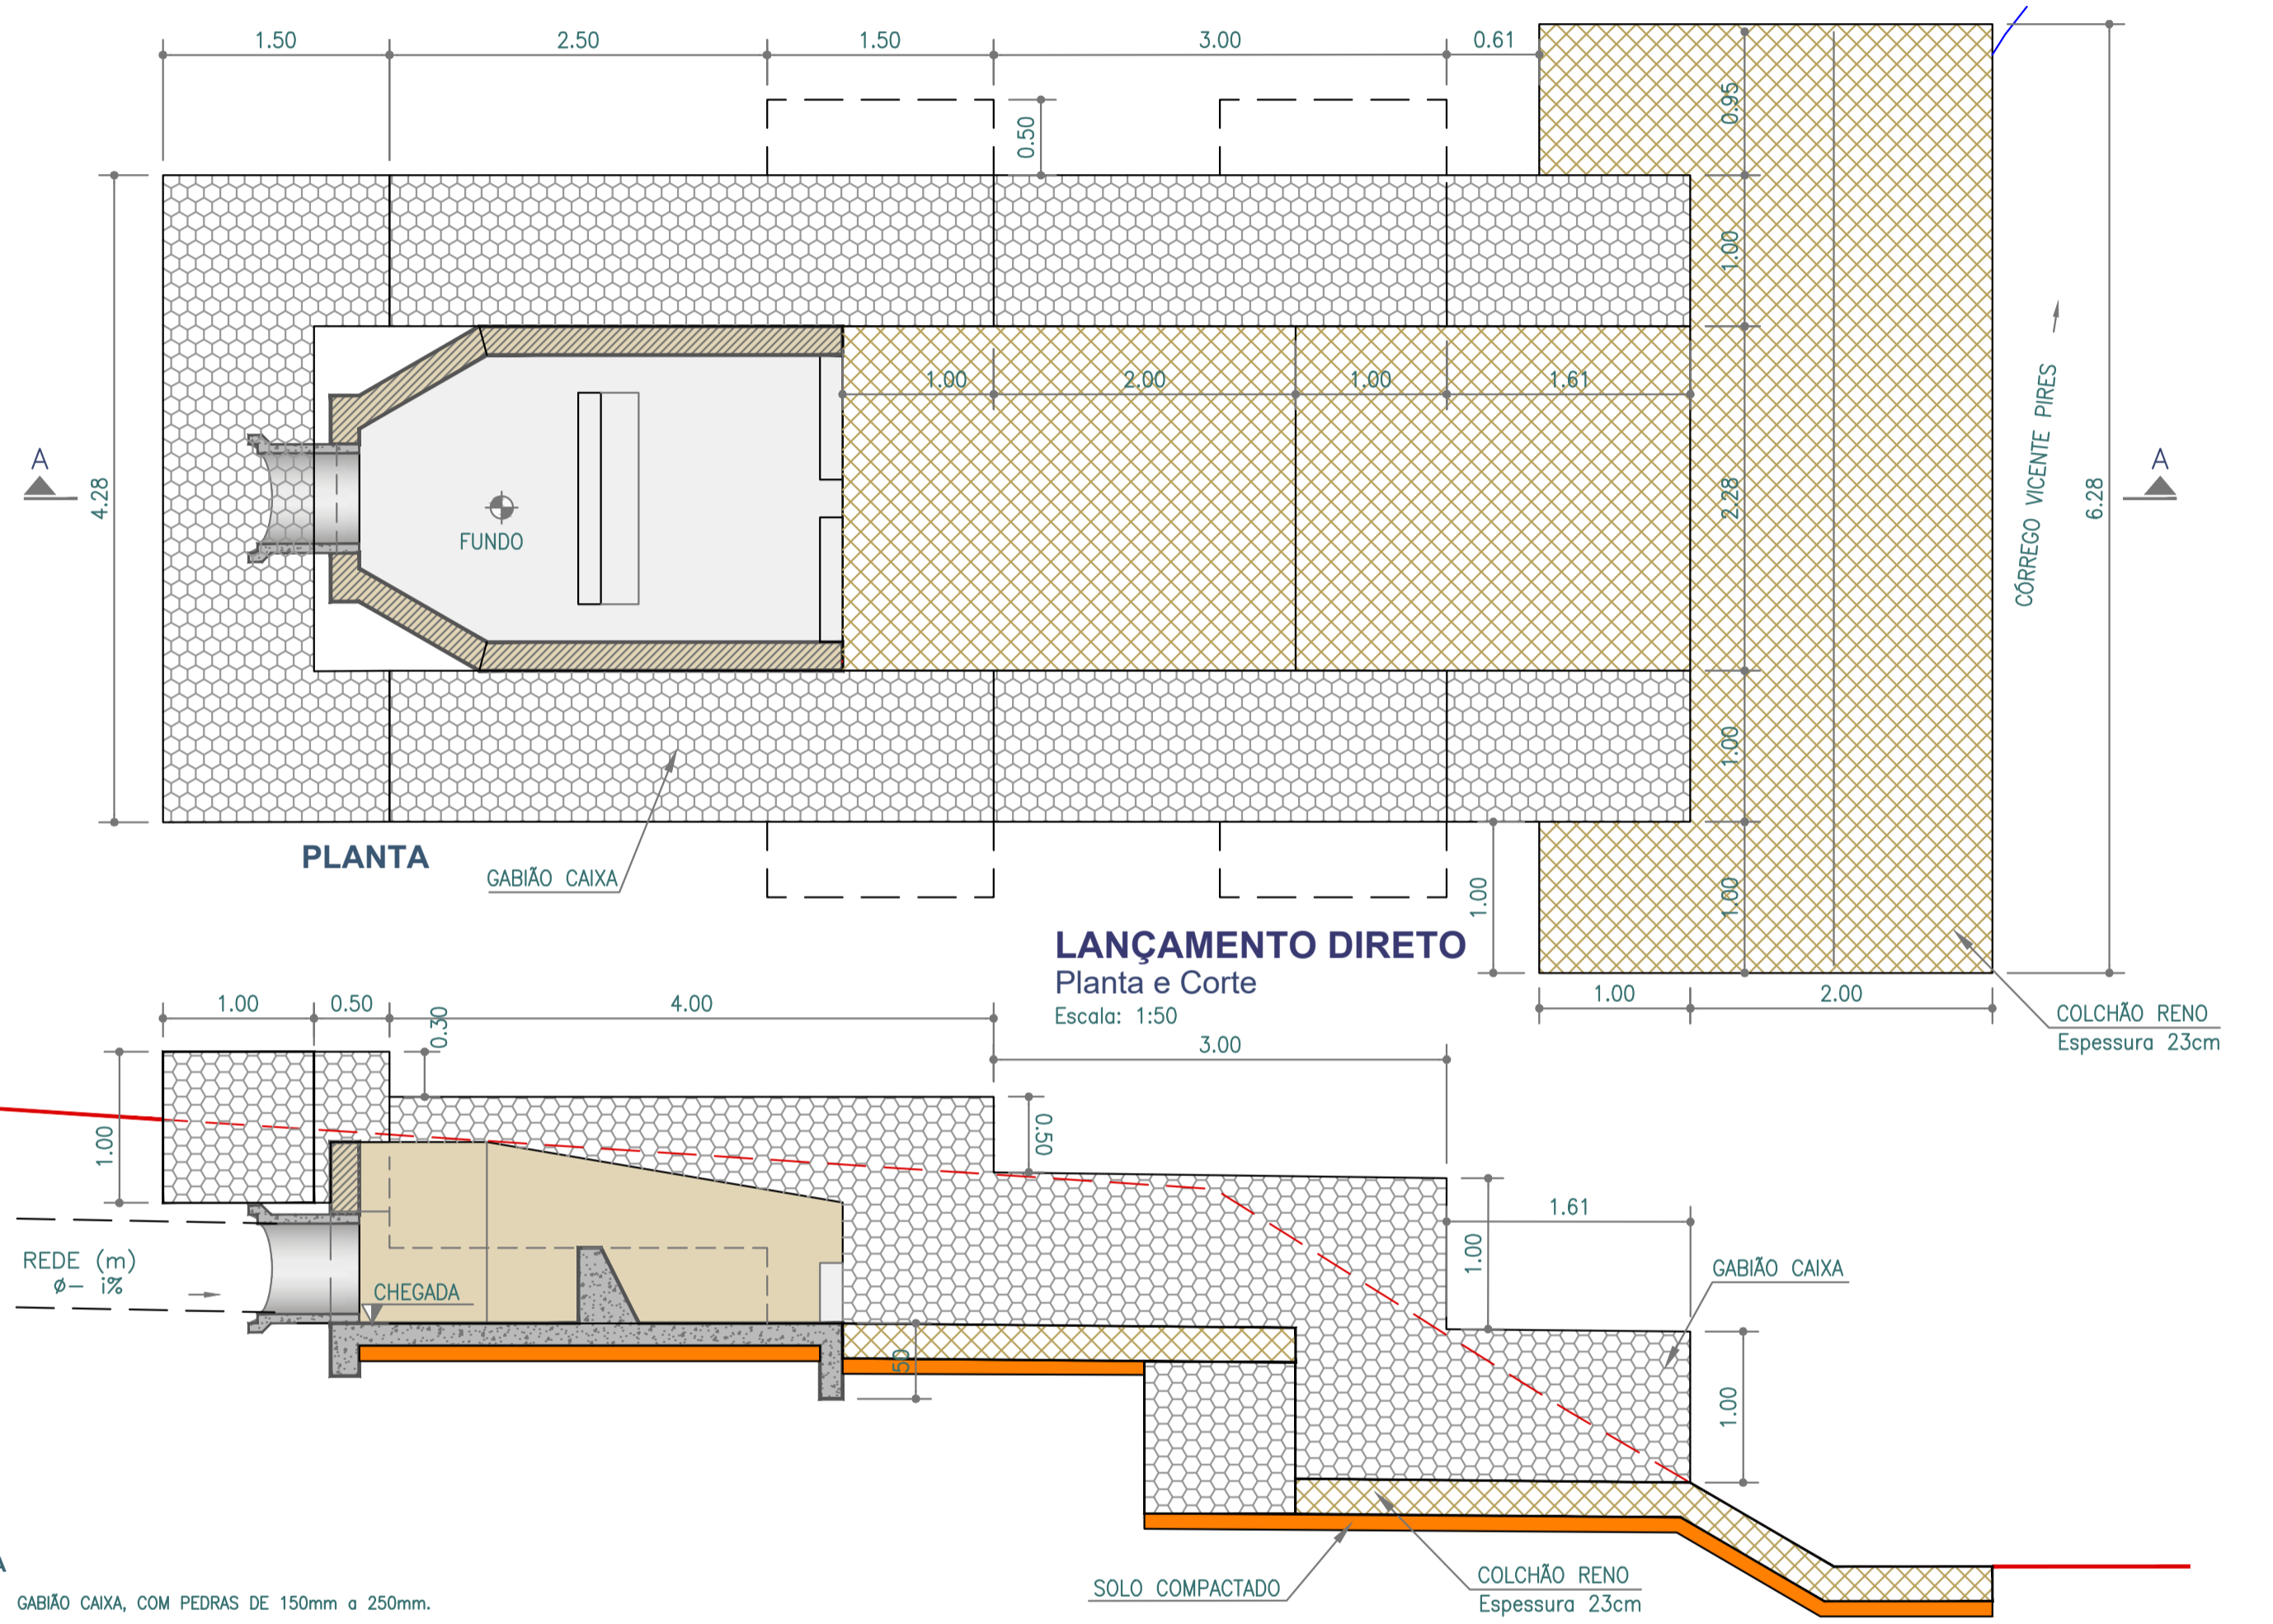 1.50
2.50
1.50
3.00
0.61
0.50
0.95
1.00
1.00
2.00
1.00
1.61
A
4.28
FUNDO
2.28
CÓRREGO VICENTE PIRES
6.28
A
1.00
1.00
1.00
PLANTA
GABIÃO CAIXA
LANÇAMENTO DIRETO
Planta e Corte
Escala: 1:50
1.00
2.00
COLCHÃO RENO
Espessura 23cm
1.00
0.50
0.30
4.00
3.00
1.00
0.50
1.00
1.61
GABIÃO CAIXA
REDE (m)
ø– i%
CHEGADA
50
1.00
SOLO COMPACTADO
COLCHÃO RENO
Espessura 23cm
A
GABIÃO CAIXA, COM PEDRAS DE 150mm a 250mm.